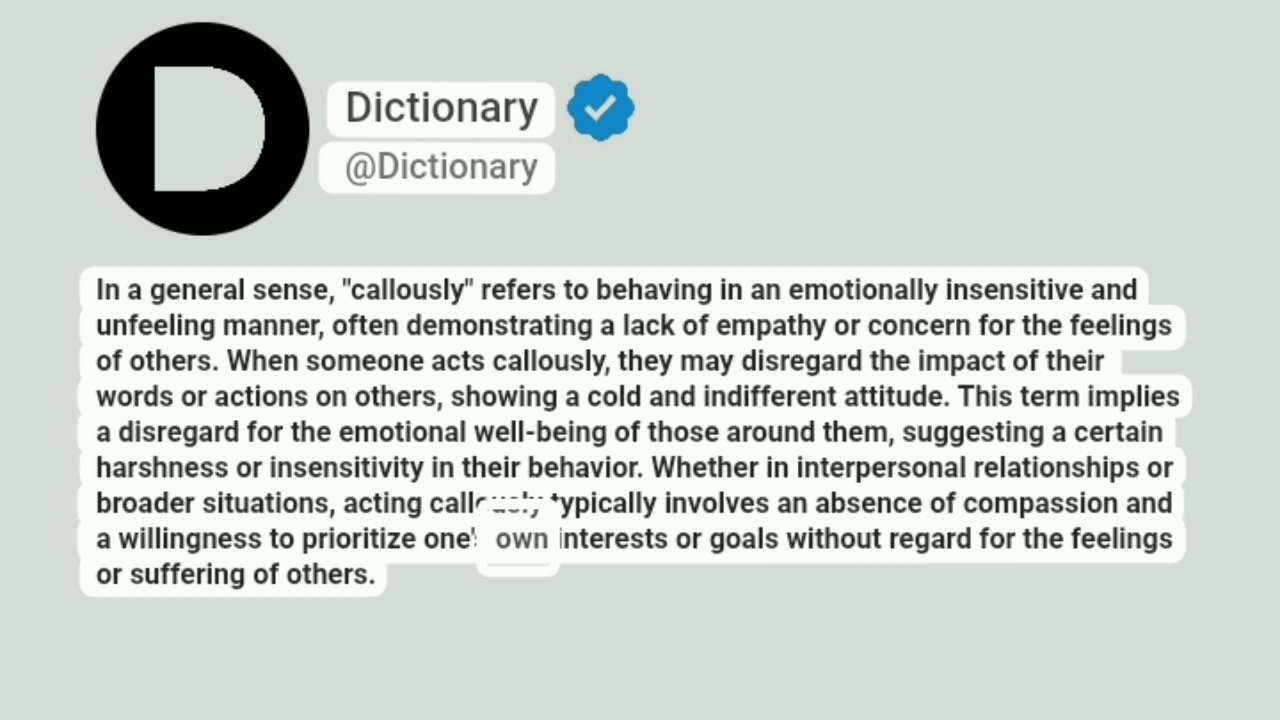 D
Dictionary
@Dictionary
In a general sense, "callously" refers to behaving in an emotionally insensitive and
unfeeling manner, often demonstrating a lack of empathy or concern for the feelings
of others. When someone acts callously, they may disregard the impact of their
words or actions on others, showing a cold and indifferent attitude. This term implies
a disregard for the emotional well-being of those around them, suggesting a certain
harshness or insensitivity in their behavior. Whether in interpersonal relationships or
broader situations, acting callously typically involves an absence of compassion and
a willingness to prioritize one's own interests or goals without regard for the feelings
or suffering of others.